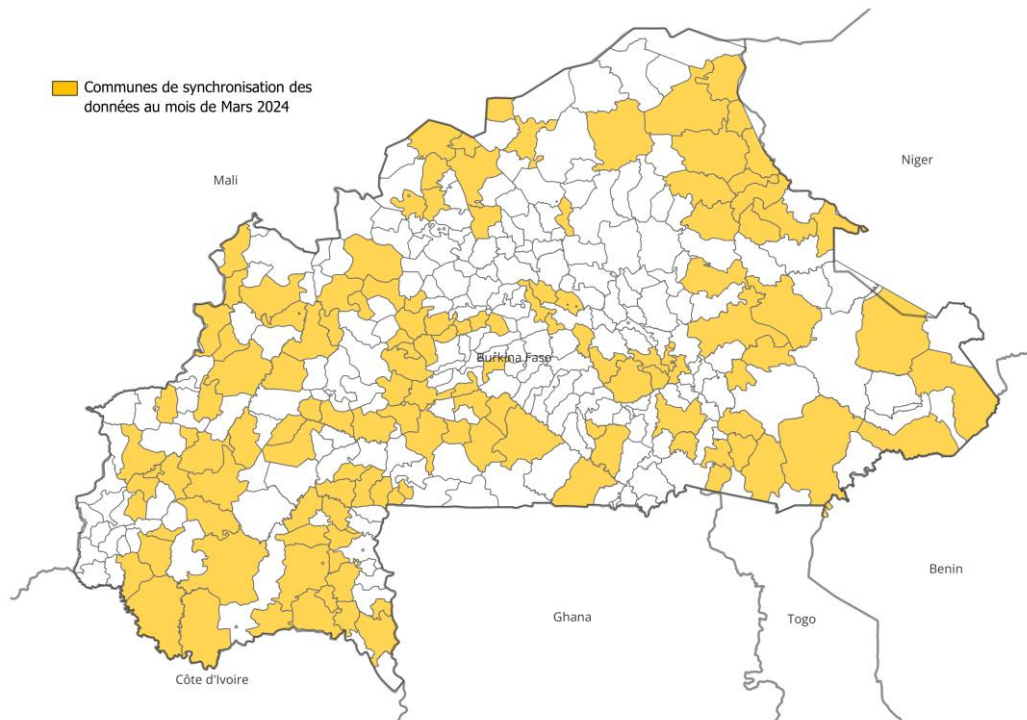 Communes de synchronisation des
données au mois de Mars 2024
Niger
Mali
Burkina Faso
Benin
Ghana
Togo
Côte d'Ivoire